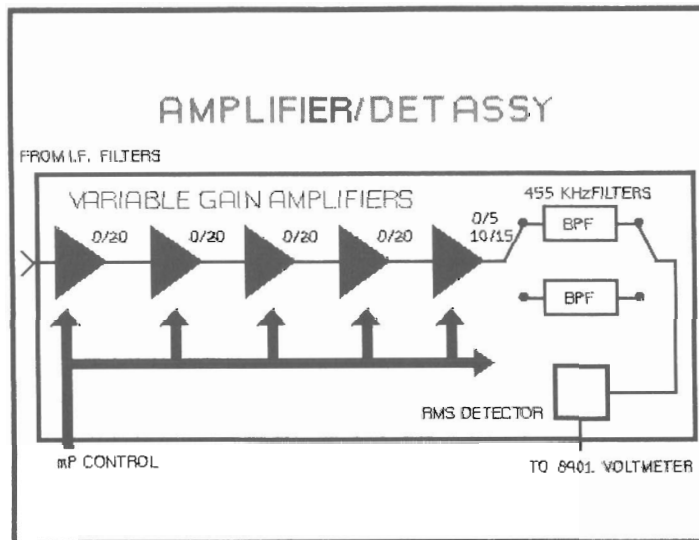 AMPLIFIER/DET ASSY
FROM I.F. FILTERS
VARIABLE GAIN AMPLIFIERS
455 KHz FILTERS
0/20
0/20
0/20
0/20
0/5
10/15
BPF
BPF
RMS DETECTOR
mP CONTROL
TO 8901. VOLTMETER